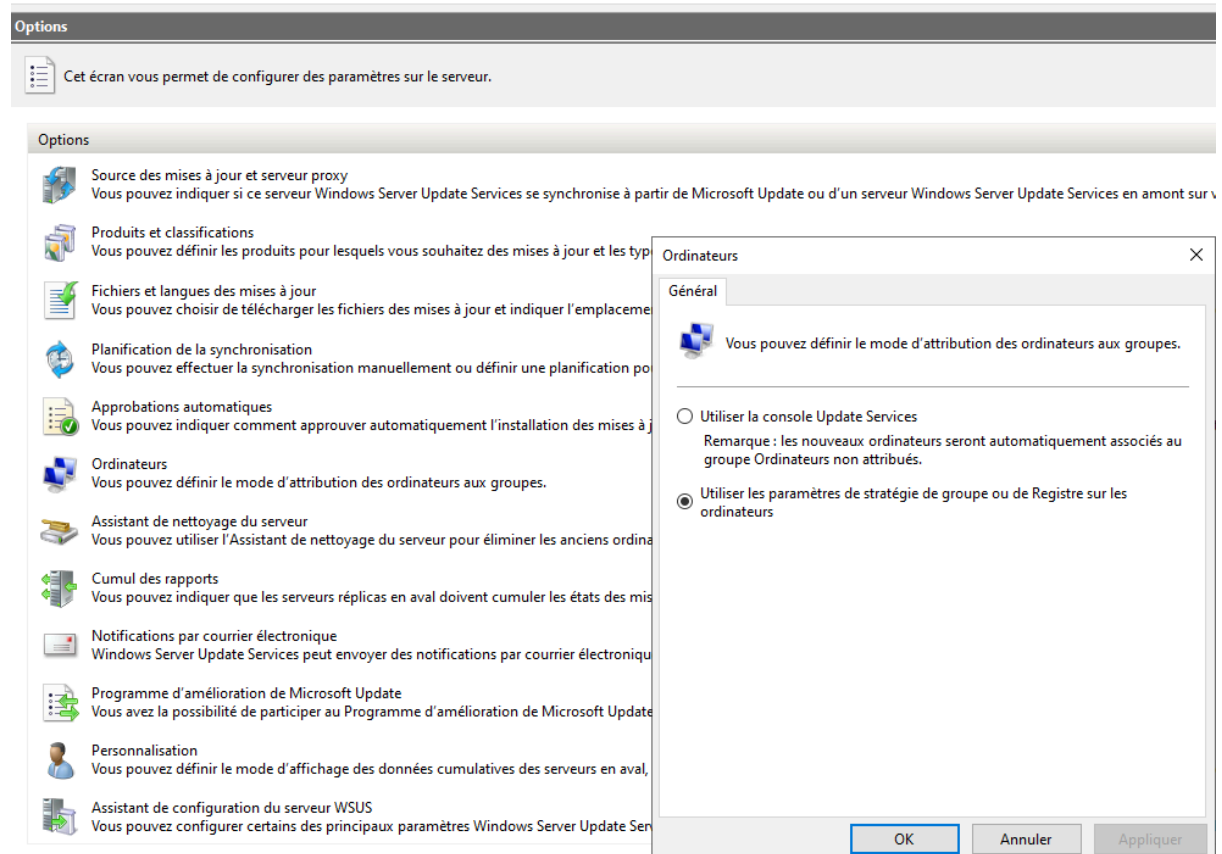 Options
Cet écran vous permet de configurer des paramètres sur le serveur.
Options
Source des mises à jour et serveur proxy
Vous pouvez indiquer si ce serveur Windows Server Update Services se synchronise à partir de Microsoft Update ou d'un serveur Windows Server Update Services en amont sur
Produits et classifications
Vous pouvez définir les produits pour lesquels vous souhaitez des mises à jour et les
Fichiers et langues des mises à jour
Vous pouvez choisir de télécharger les fichiers des mises à jour et indiquer
Planification de la synchronisation
Vous pouvez effectuer la synchronisation manuellement ou définir une planification
Approbations automatiques
Vous pouvez indiquer comment approuver automatiquement l'installation des mises à
Ordinateurs
Vous pouvez définir le mode d'attribution des ordinateurs aux groupes.
Assistant de nettoyage du serveur
Vous pouvez utiliser l'Assistant de nettoyage du serveur pour éliminer les anciens
Cumul des rapports
Vous pouvez indiquer que les serveurs réplicas en aval doivent cumuler les états des
Notifications par courrier électronique
Windows Server Update Services peut envoyer des notifications par courrier
Programme d'amélioration de Microsoft Update
Vous avez la possibilité de participer au Programme d'amélioration de Microsoft Update
Personnalisation
Vous pouvez définir le mode d'affichage des données cumulatives des serveurs en aval,
Assistant de configuration du serveur WSUS
Vous pouvez configurer certains des principaux paramètres Windows Server Update
Ordinateurs
Général
Vous pouvez définir le mode d'attribution des ordinateurs aux groupes.
Utiliser la console Update Services
Remarque : les nouveaux ordinateurs seront automatiquement associés au
groupe Ordinateurs non attribués.
Utiliser les paramètres de stratégie de groupe ou de Registre sur les
ordinateurs
OK
Annuler
Appliquer